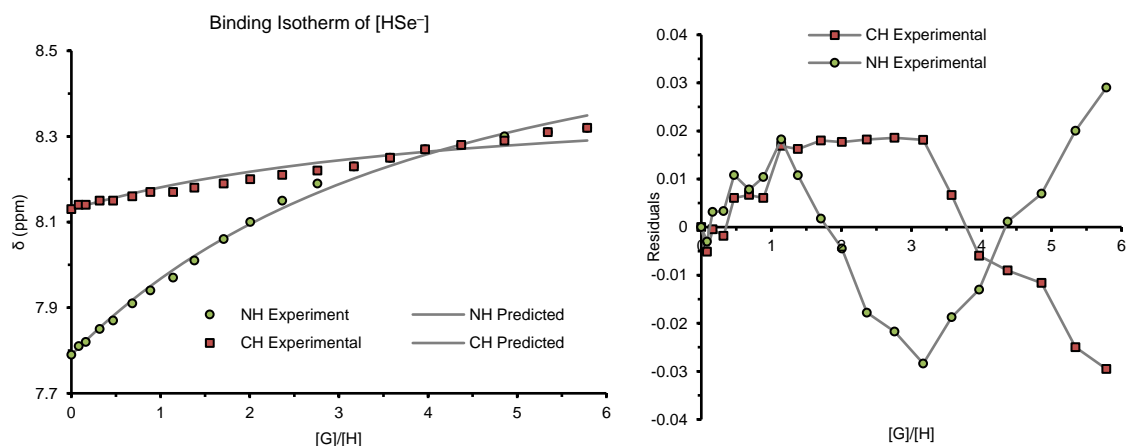 Binding Isotherm of [HSe⁻]
8.5
8.3
8.1
7.9
7.7
δ (ppm)
NH Experiment
NH Predicted
CH Experimental
CH Predicted
0 1 2 3 4 5 6
[G]/[H]
CH Experimental
NH Experimental
0.04
0.03
0.02
0.01
0
-0.01
-0.02
-0.03
-0.04
Residuals
0 1 2 3 4 5 6
[G]/[H]